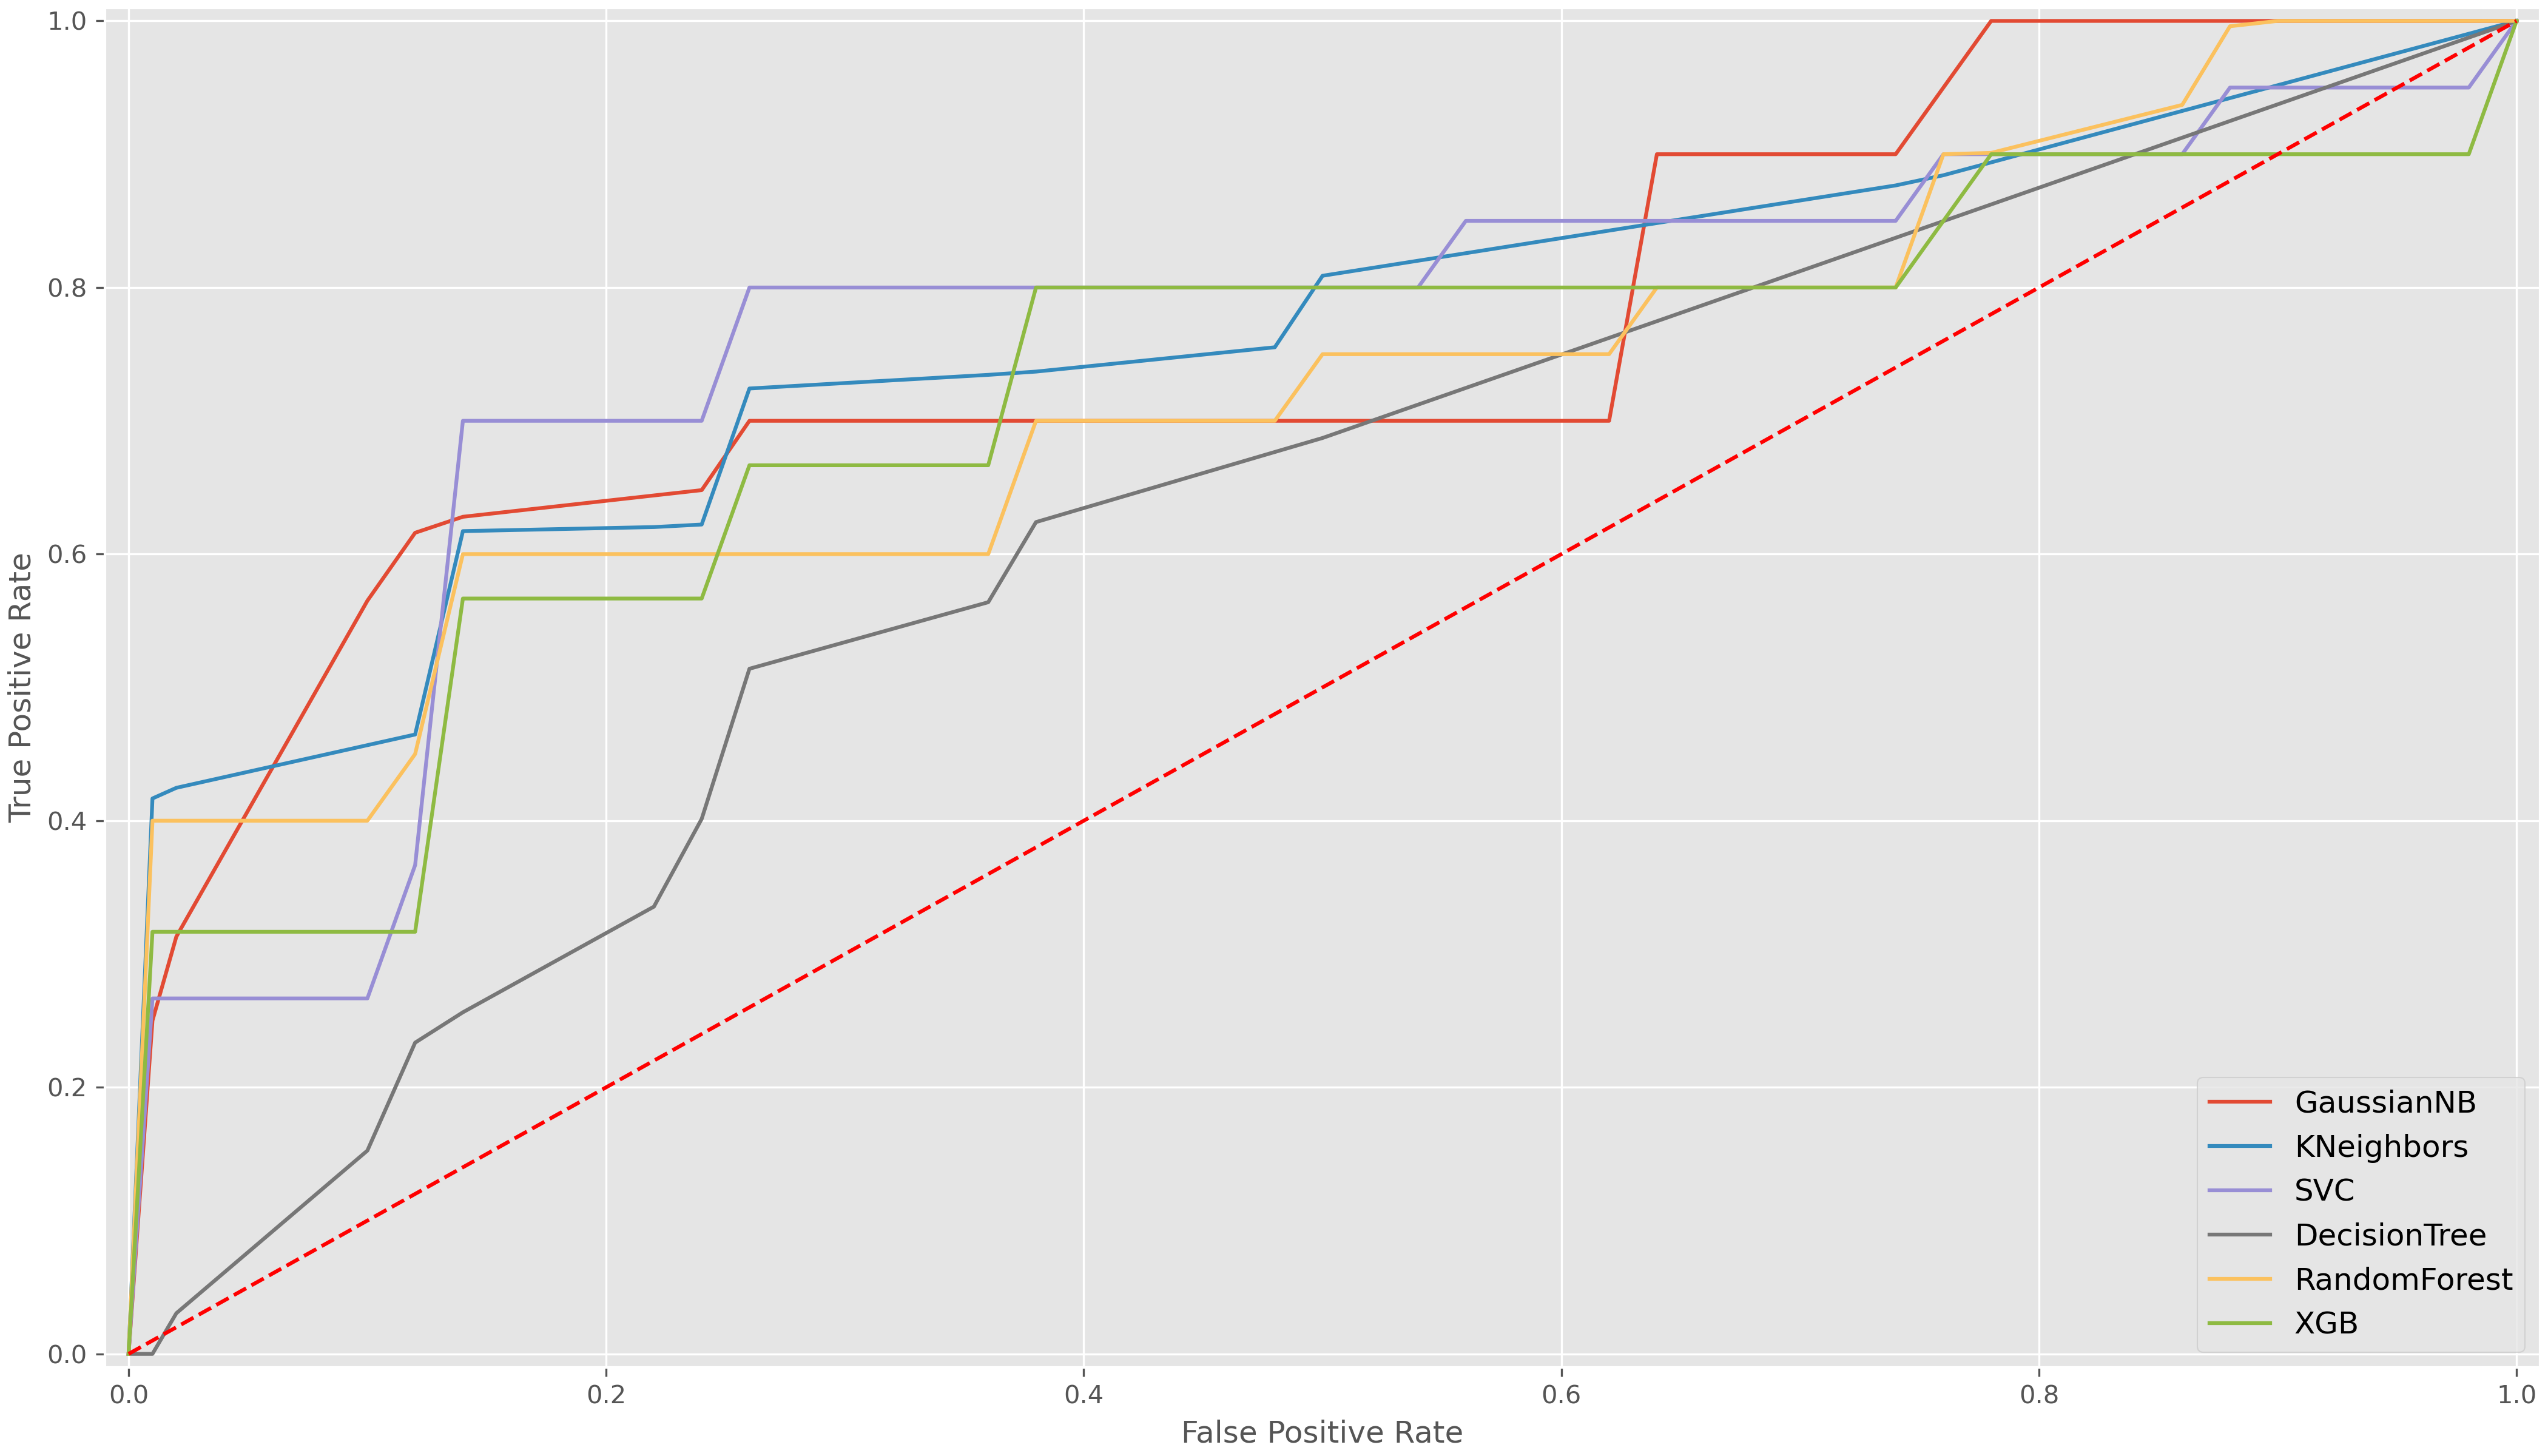 1.0
0.8
0.6
0.4
0.2
0.0
True Positive Rate
0.0 0.2 0.4 0.6 0.8 1.0
False Positive Rate
GaussianNB
KNeighbors
SVC
DecisionTree
RandomForest
XGB